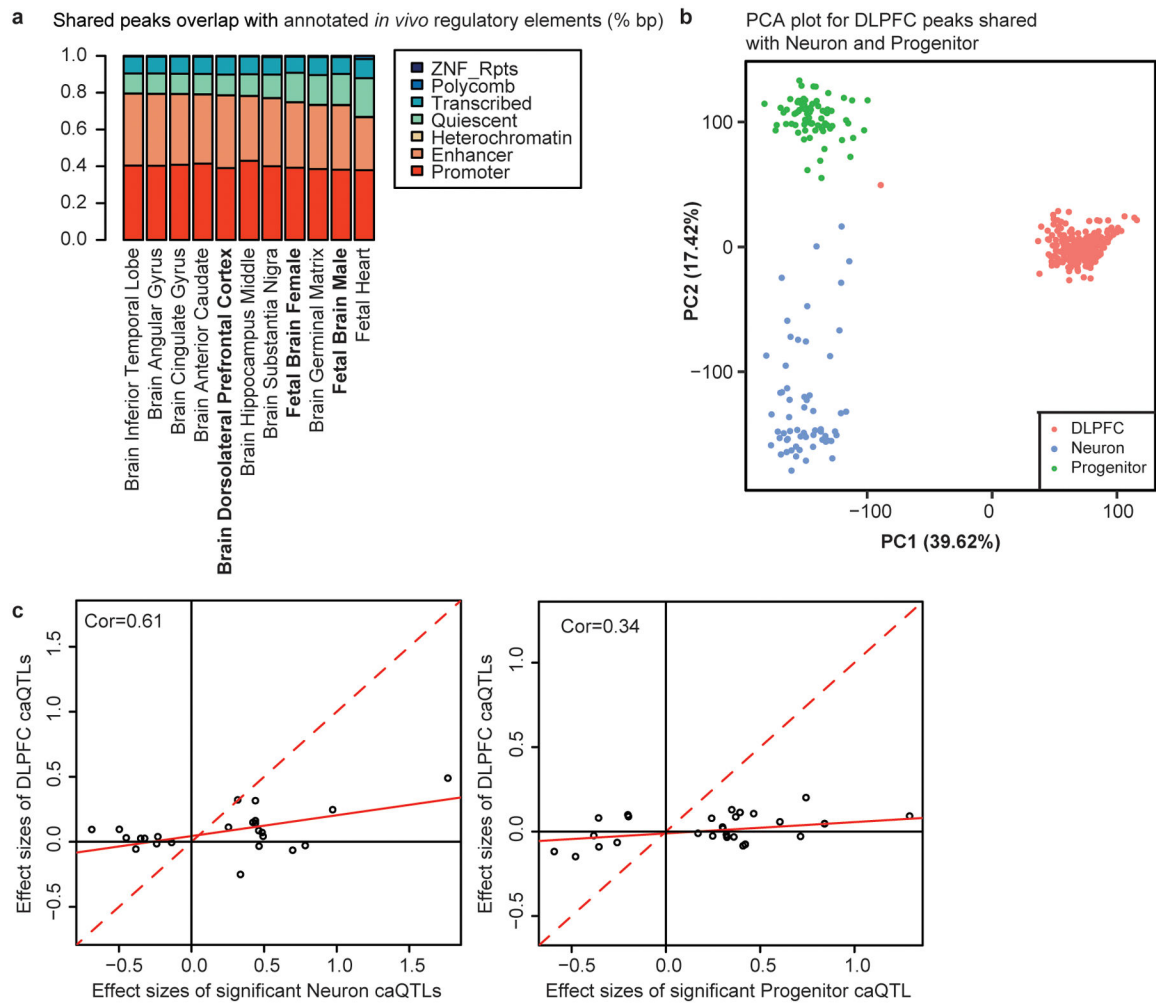 a
Shared peaks overlap with annotated in vivo regulatory elements (% bp)
1.0
0.8
0.6
0.4
0.2
0.0
ZNF_Rpts
Polycomb
Transcribed
Quiescent
Heterochromatin
Enhancer
Promoter
Brain Inferior Temporal Lobe
Brain Angular Gyrus
Brain Cingulate Gyrus
Brain Anterior Caudate
Brain Dorsolateral Prefrontal Cortex
Brain Hippocampus Middle
Brain Substantia Nigra
Fetal Brain Female
Brain Germinal Matrix
Fetal Brain Male
Fetal Heart
b
PCA plot for DLPFC peaks shared
with Neuron and Progenitor
PC2 (17.42%)
100
0
−100
DLPFC
Neuron
Progenitor
−100
0
100
PC1 (39.62%)
c
Cor=0.61
Effect sizes of DLPFC caQTLs
1.5
1.0
0.5
0.0
−0.5
−0.5
0.0
0.5
1.0
1.5
Effect sizes of significant Neuron caQTLs
Cor=0.34
Effect sizes of DLPFC caQTLs
1.0
0.5
0.0
−0.5
−0.5
0.0
0.5
1.0
Effect sizes of significant Progenitor caQTL